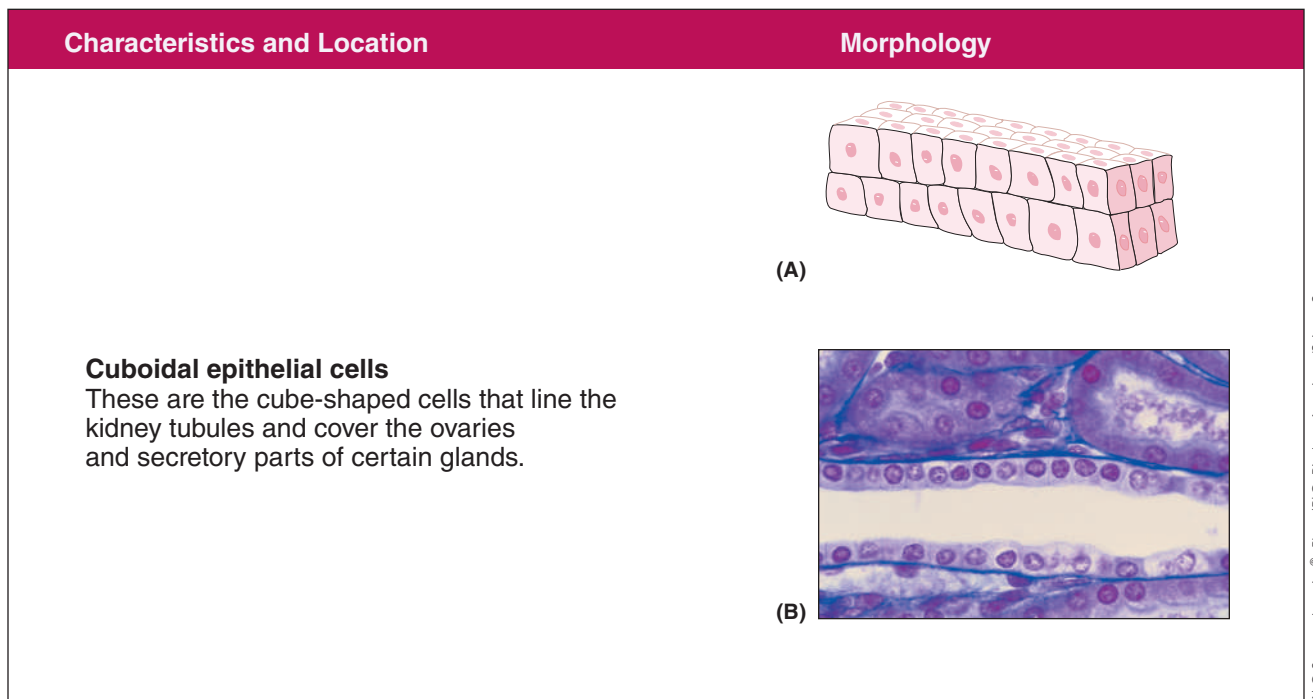 Characteristics and Location
Morphology
(A)
Cuboidal epithelial cells
These are the cube-shaped cells that line the
kidney tubules and cover the ovaries
and secretory parts of certain glands.
(B)